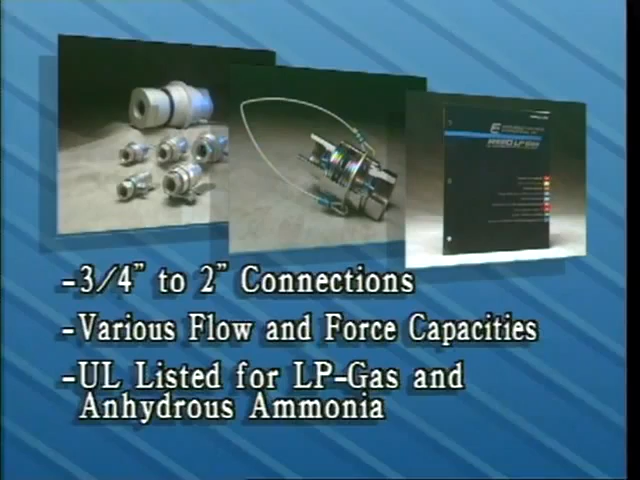 -3/4" to 2" Connections
-Various Flow and Force Capacities
-UL Listed for LP-Gas and
Anhydrous Ammonia